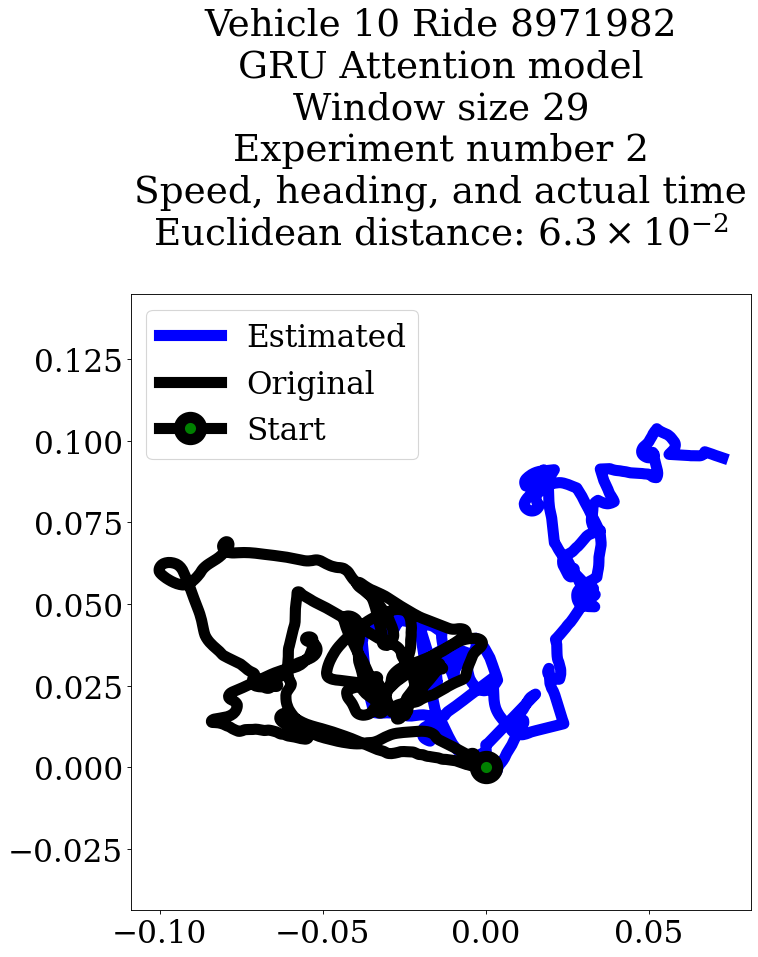 Vehicle 10 Ride 8971982
GRU Attention model
Window size 29
Experiment number 2
Speed, heading, and actual time
Euclidean distance: 6.3 × 10⁻²
Estimated
Original
Start
0.125
0.100
0.075
0.050
0.025
0.000
−0.025
−0.10
−0.05
0.00
0.05